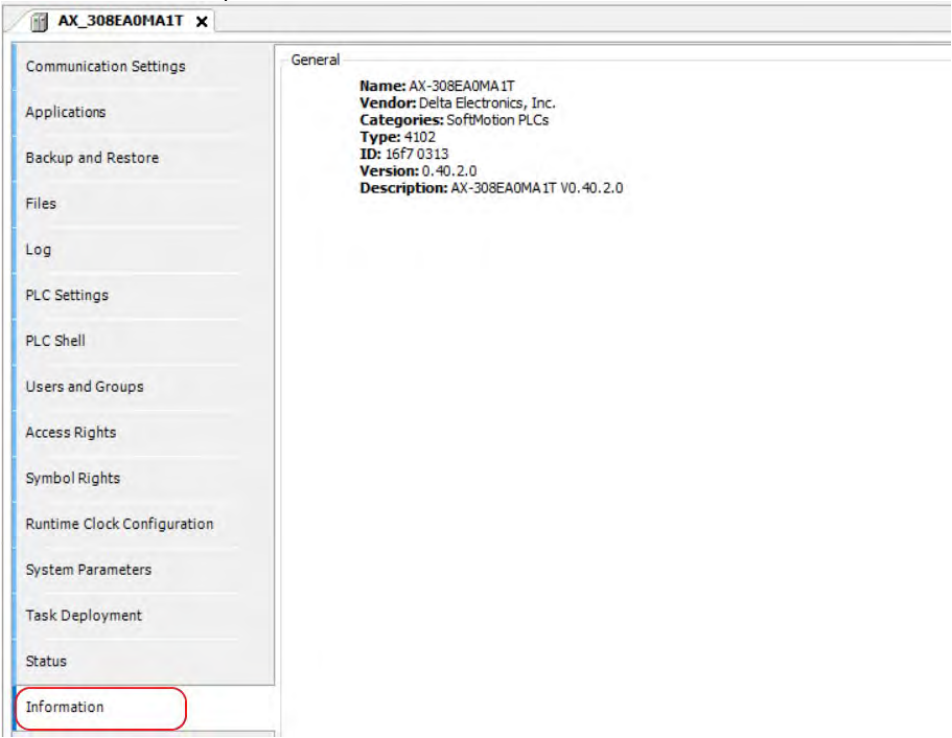 AX_308EA0MA1T x
Communication Settings
Applications
Backup and Restore
Files
Log
PLC Settings
PLC Shell
Users and Groups
Access Rights
Symbol Rights
Runtime Clock Configuration
System Parameters
Task Deployment
Status
Information
General
Name: AX-308EA0MA1T
Vendor: Delta Electronics, Inc.
Categories: SoftMotion PLCs
Type: 4102
ID: 16f7 0313
Version: 0.40.2.0
Description: AX-308EA0MA1T V0.40.2.0